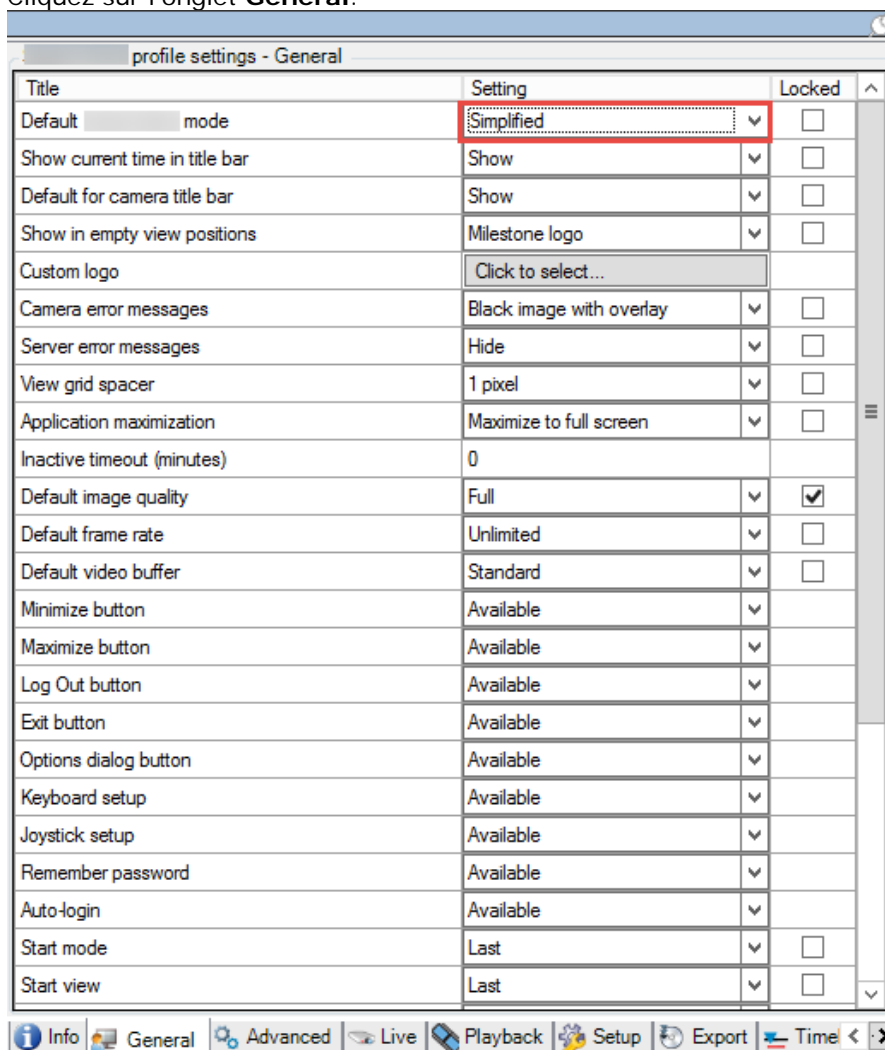 Cliquez sur l'onglet Général.
profile settings - General
Title Setting Locked
Default mode Simplified
Show current time in title bar Show
Default for camera title bar Show
Show in empty view positions Milestone logo
Custom logo Click to select...
Camera error messages Black image with overlay
Server error messages Hide
View grid spacer 1 pixel
Application maximization Maximize to full screen
Inactive timeout (minutes) 0
Default image quality Full
Default frame rate Unlimited
Default video buffer Standard
Minimize button Available
Maximize button Available
Log Out button Available
Exit button Available
Options dialog button Available
Keyboard setup Available
Joystick setup Available
Remember password Available
Auto-login Available
Start mode Last
Start view Last
Info General Advanced Live Playback Setup Export Timel